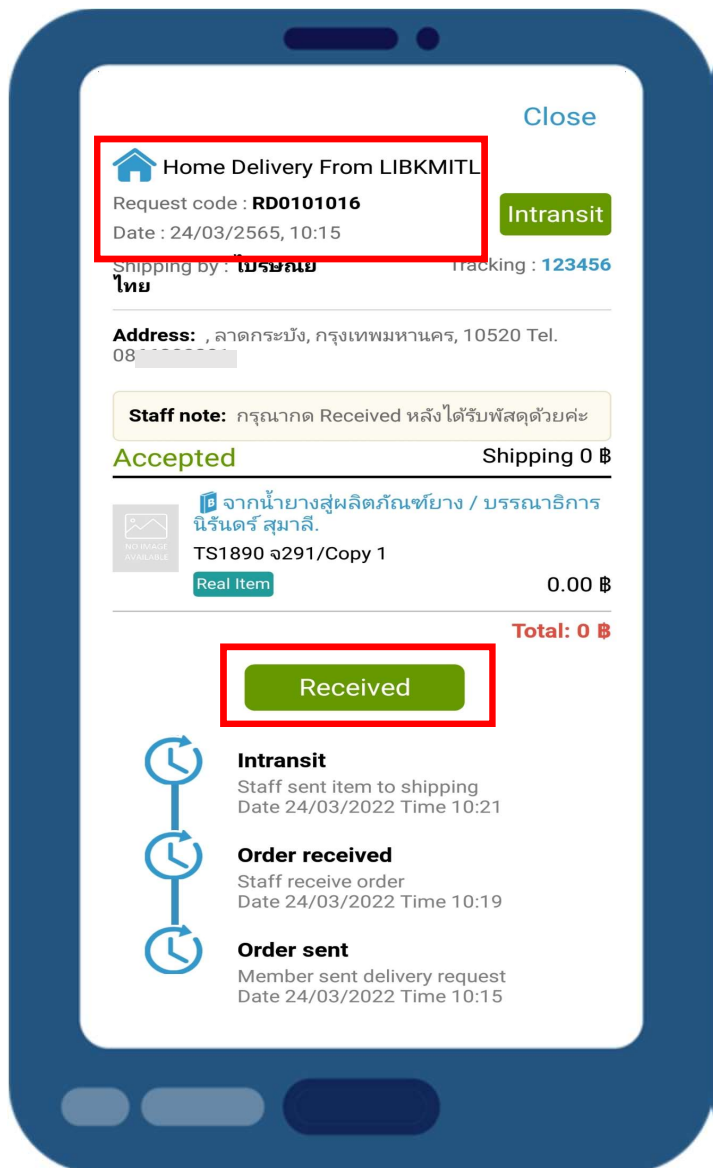 Close
Home Delivery From LIBKMITL
Request code : RD0101016
Intransit
Date : 24/03/2565, 10:15
Shipping by : ไปรษณีย์
ไทย
Tracking : 123456
Address: , ลาดกระบัง, กรุงเทพมหานคร, 10520 Tel.
08
Staff note: กรุณากด Received หลังได้รับพัสดุด้วยค่ะ
Accepted
Shipping 0 ฿
จากน้ำยางสู่ผลิตภัณฑ์ยาง / บรรณาธิการ
นิรันดร์ สุมาลี.
NO IMAGE
AVAILABLE
TS1890 จ291/Copy 1
Real Item
0.00 ฿
Total: 0 ฿
Received
Intransit
Staff sent item to shipping
Date 24/03/2022 Time 10:21
Order received
Staff receive order
Date 24/03/2022 Time 10:19
Order sent
Member sent delivery request
Date 24/03/2022 Time 10:15